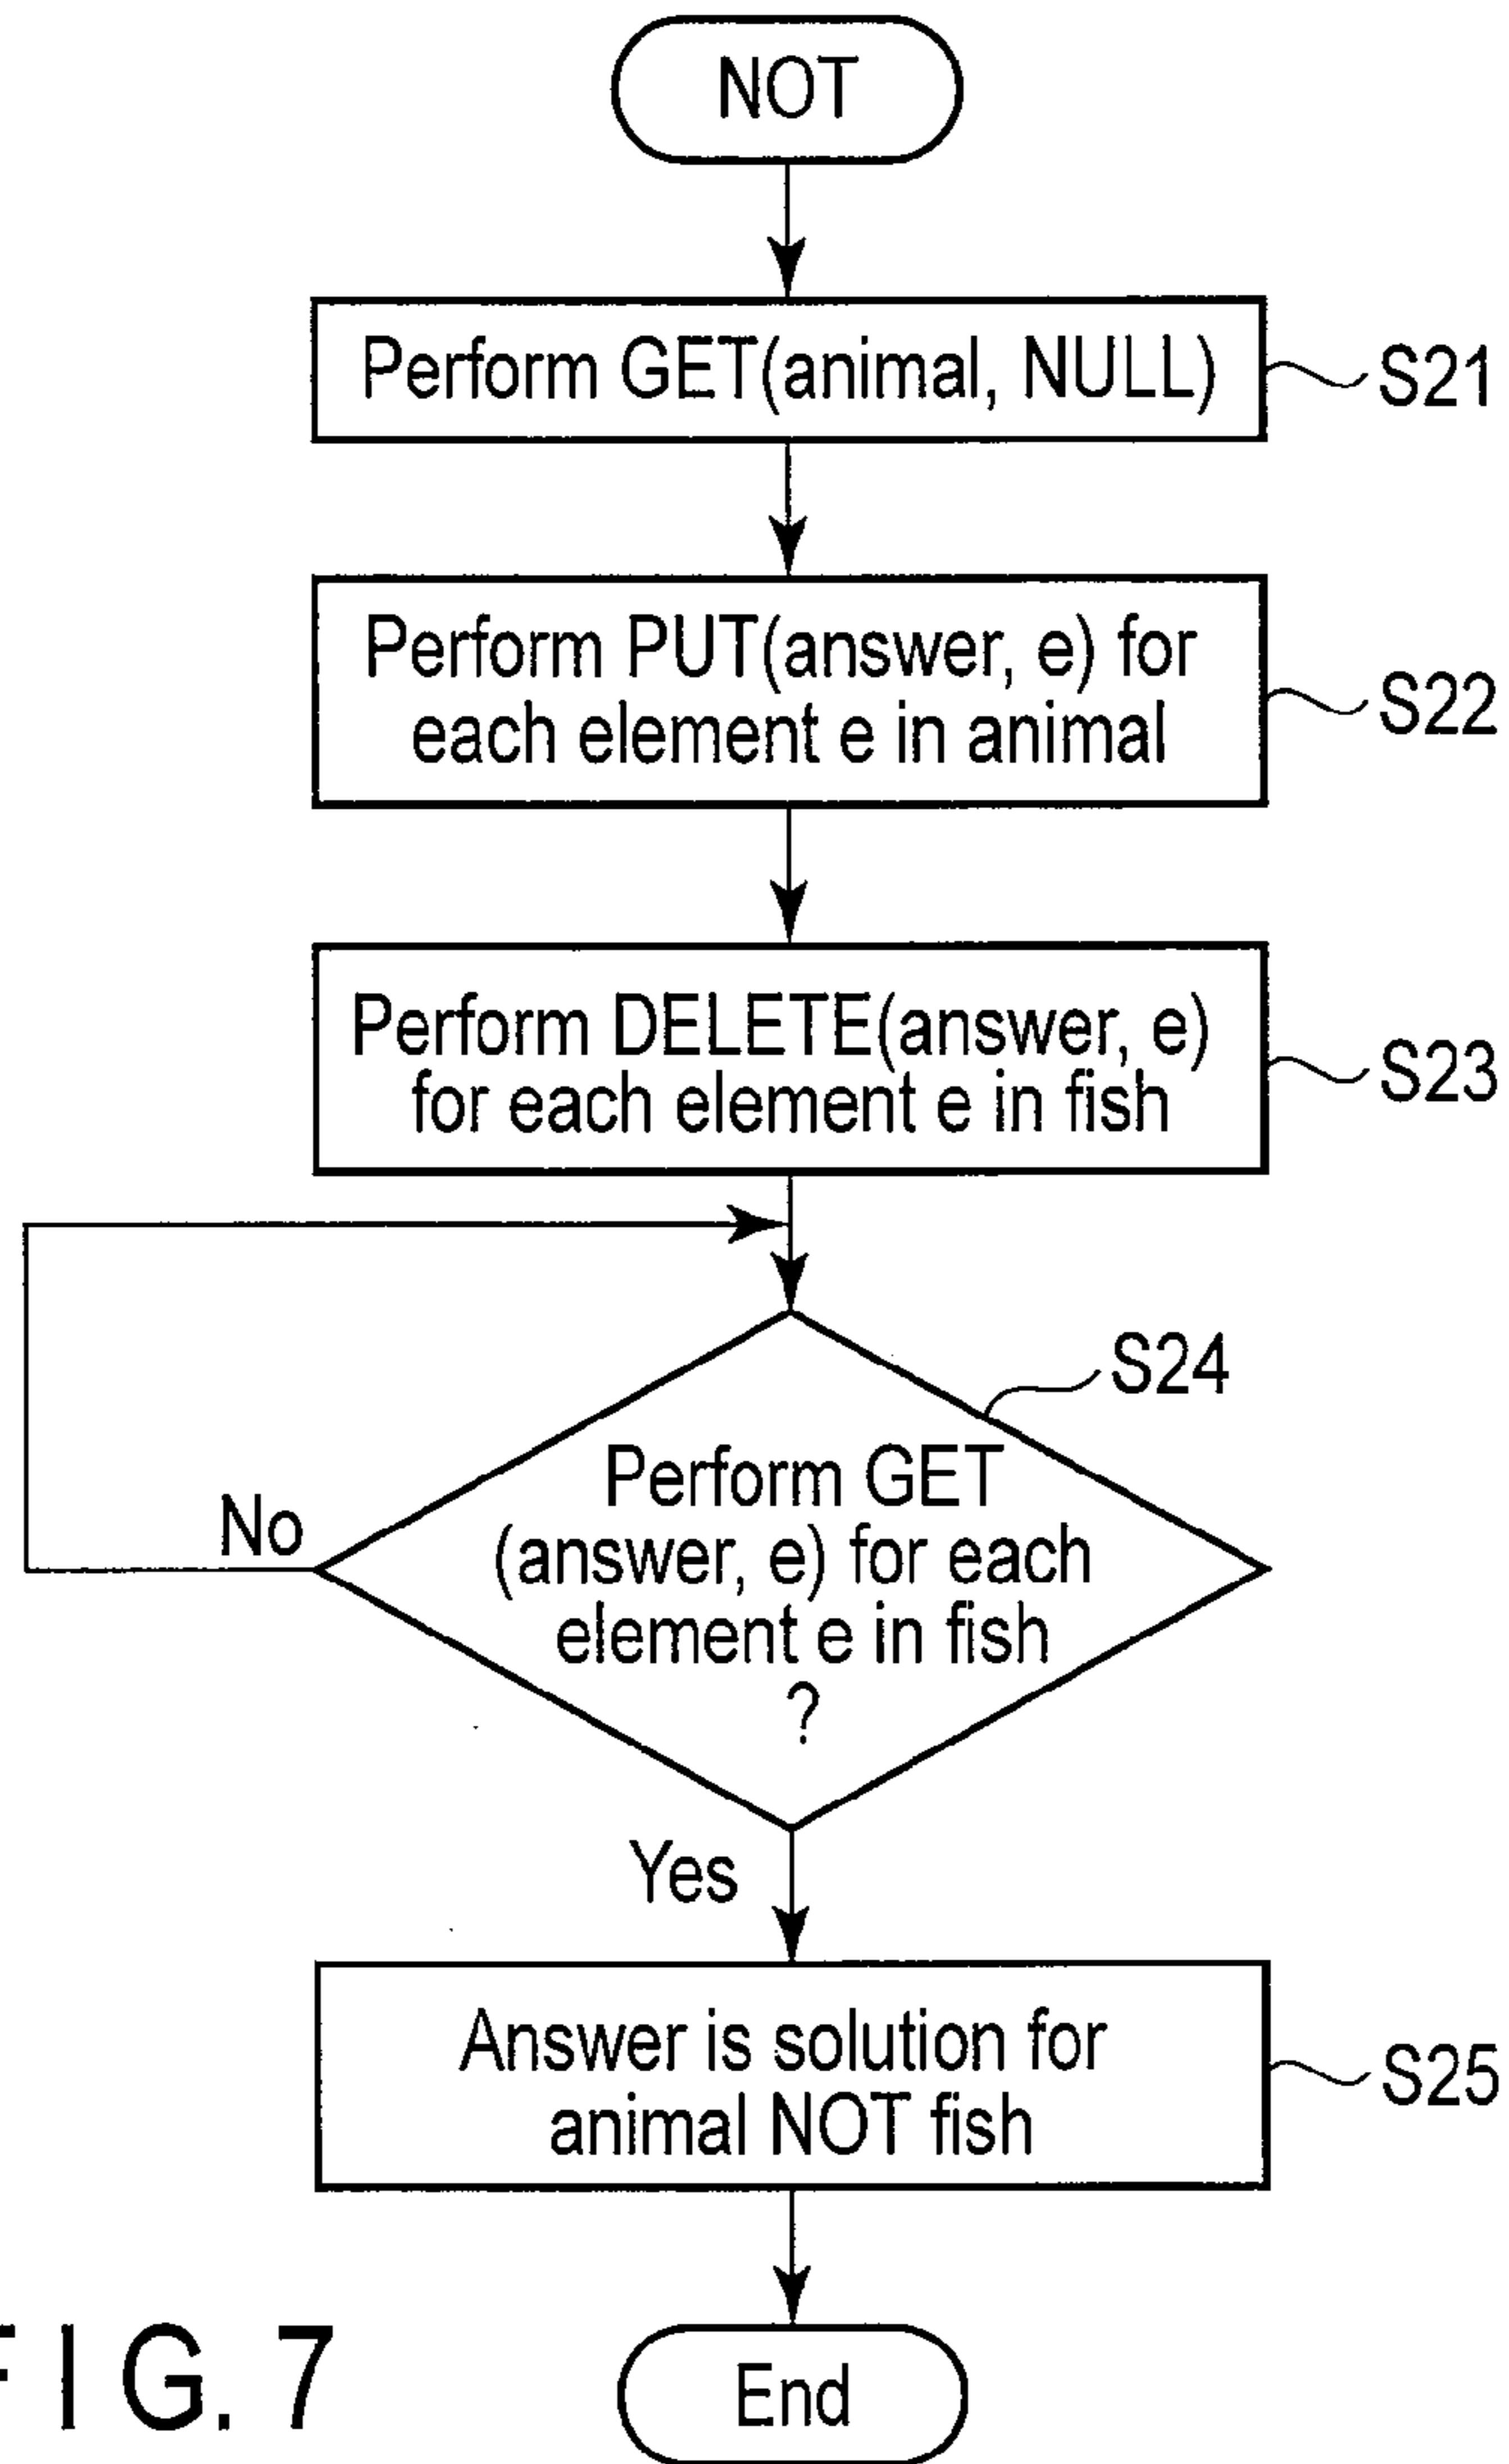 NOT
Perform GET(animal, NULL)
S21
Perform PUT(answer, e) for
each element e in animal
S22
Perform DELETE(answer, e)
for each element e in fish
S23
S24
Perform GET
(answer, e) for each
element e in fish
?
No
Yes
Answer is solution for
animal NOT fish
S25
End
F I G. 7